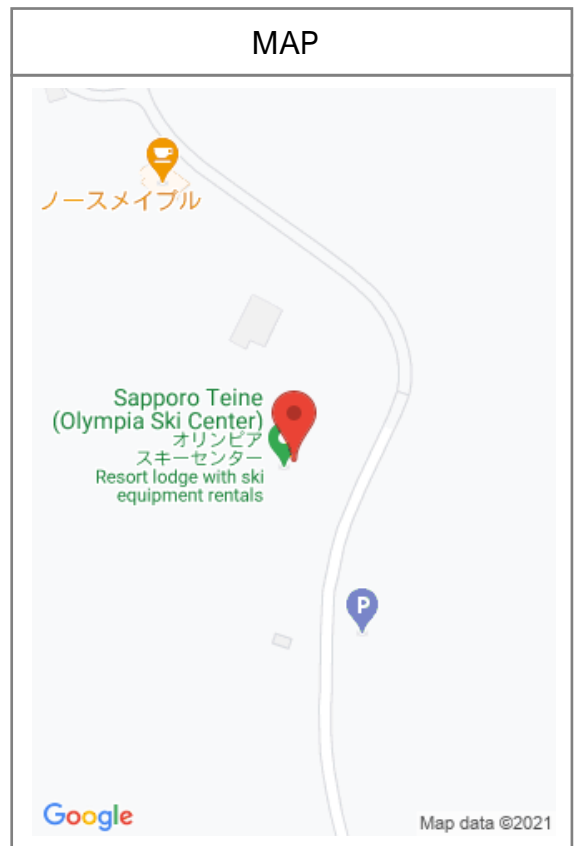 MAP
ノースメイプル
Sapporo Teine
(Olympia Ski Center)
オリンピア
スキーセンター
Resort lodge with ski
equipment rentals
P
Google
Map data ©2021